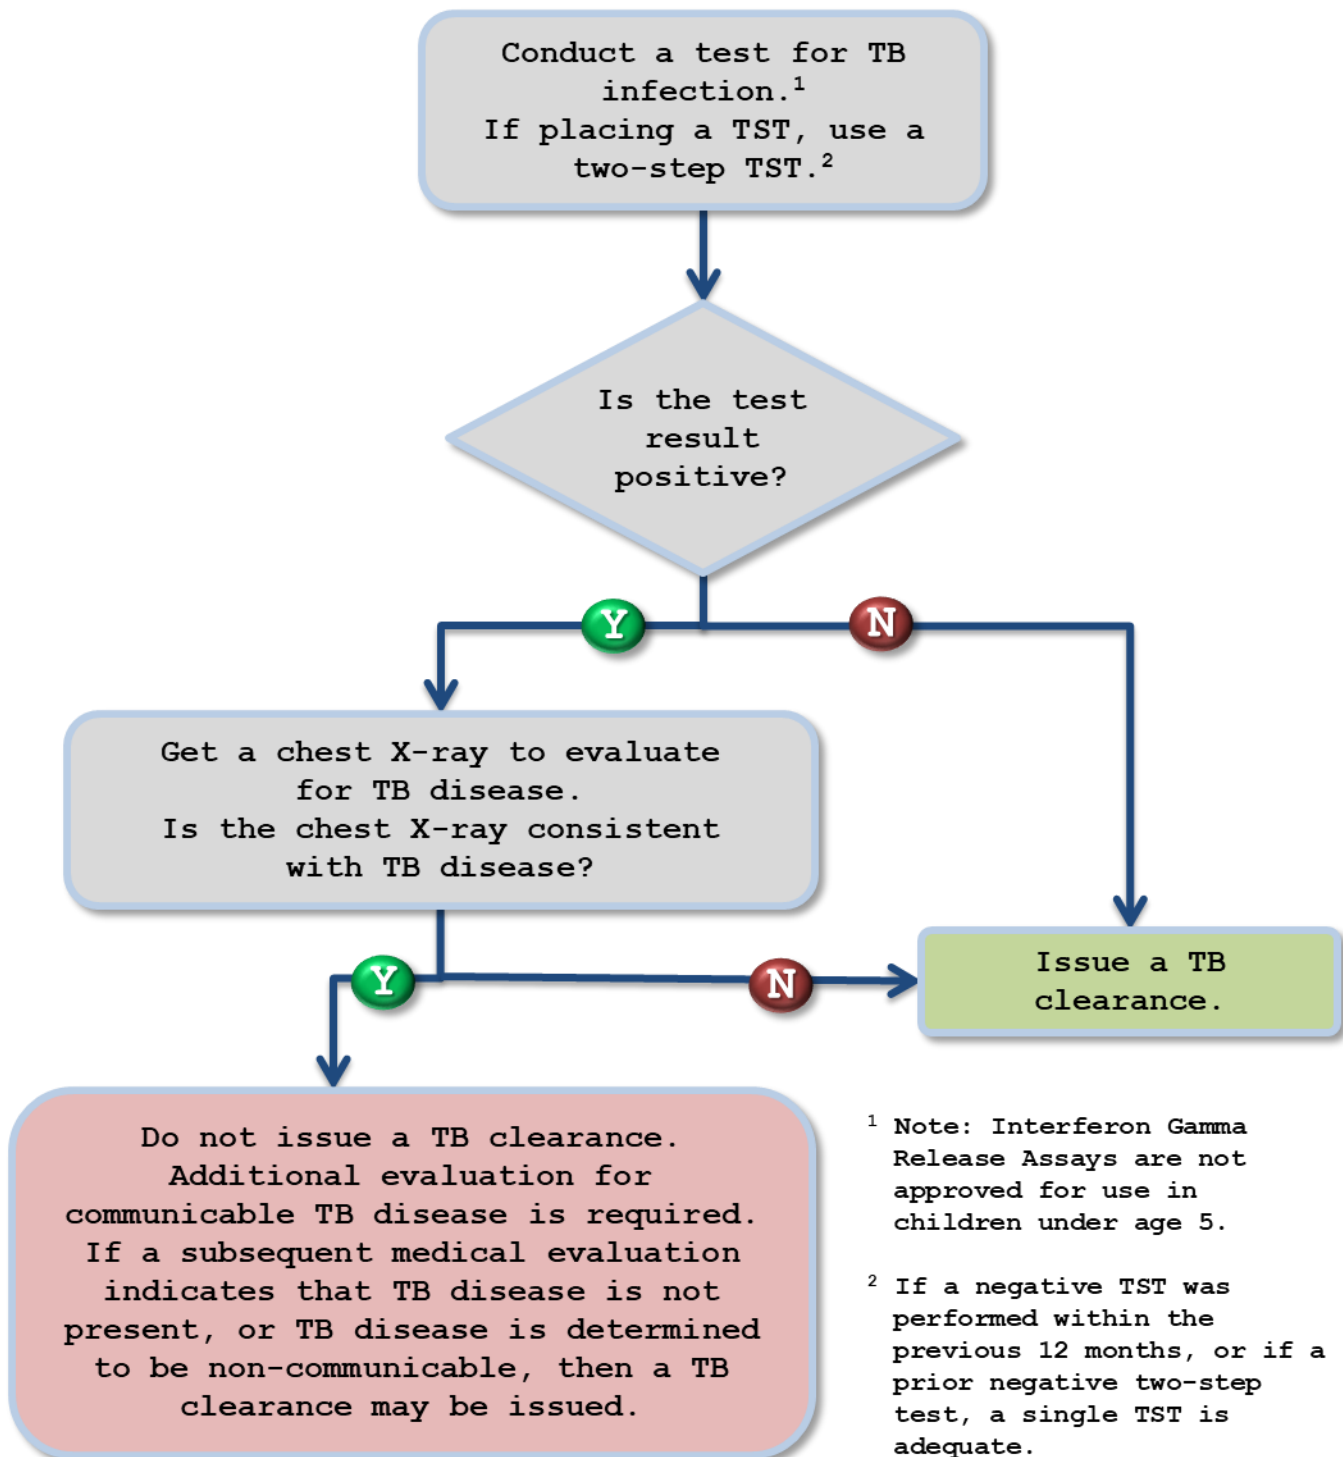 Conduct a test for TB
infection.¹
If placing a TST, use a
two-step TST.²
Is the test
result
positive?
Y
N
Get a chest X-ray to evaluate
for TB disease.
Is the chest X-ray consistent
with TB disease?
Y
N
Issue a TB
clearance.
Do not issue a TB clearance.
Additional evaluation for
communicable TB disease is required.
If a subsequent medical evaluation
indicates that TB disease is not
present, or TB disease is determined
to be non-communicable, then a TB
clearance may be issued.
¹ Note: Interferon Gamma
Release Assays are not
approved for use in
children under age 5.
² If a negative TST was
performed within the
previous 12 months, or if a
prior negative two-step
test, a single TST is
adequate.